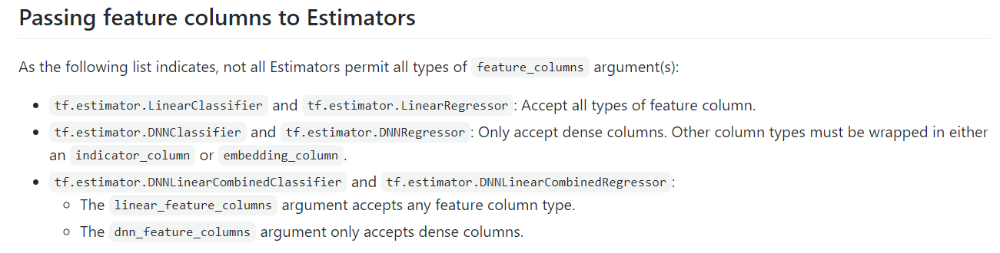 Passing feature columns to Estimators
As the following list indicates, not all Estimators permit all types of feature_columns argument(s):
• tf.estimator.LinearClassifier and tf.estimator.LinearRegressor: Accept all types of feature column.
• tf.estimator.DNNClassifier and tf.estimator.DNNRegressor: Only accept dense columns. Other column types must be wrapped in either
an indicator_column or embedding_column.
• tf.estimator.DNNLinearCombinedClassifier and tf.estimator.DNNLinearCombinedRegressor:
○ The linear_feature_columns argument accepts any feature column type.
○ The dnn_feature_columns argument only accepts dense columns.